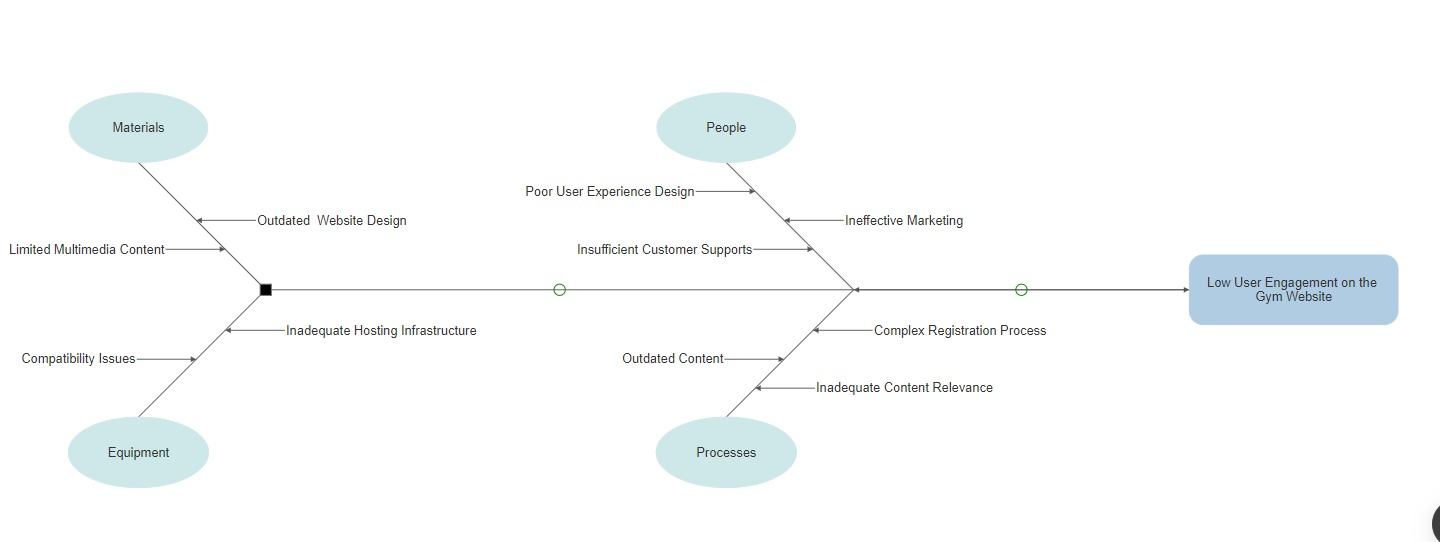 Materials
People
Poor User Experience Design
Outdated  Website Design
Ineffective Marketing
Limited Multimedia Content
Insufficient Customer Supports
Low User Engagement on the
Gym Website
Inadequate Hosting Infrastructure
Complex Registration Process
Compatibility Issues
Outdated Content
Inadequate Content Relevance
Equipment
Processes